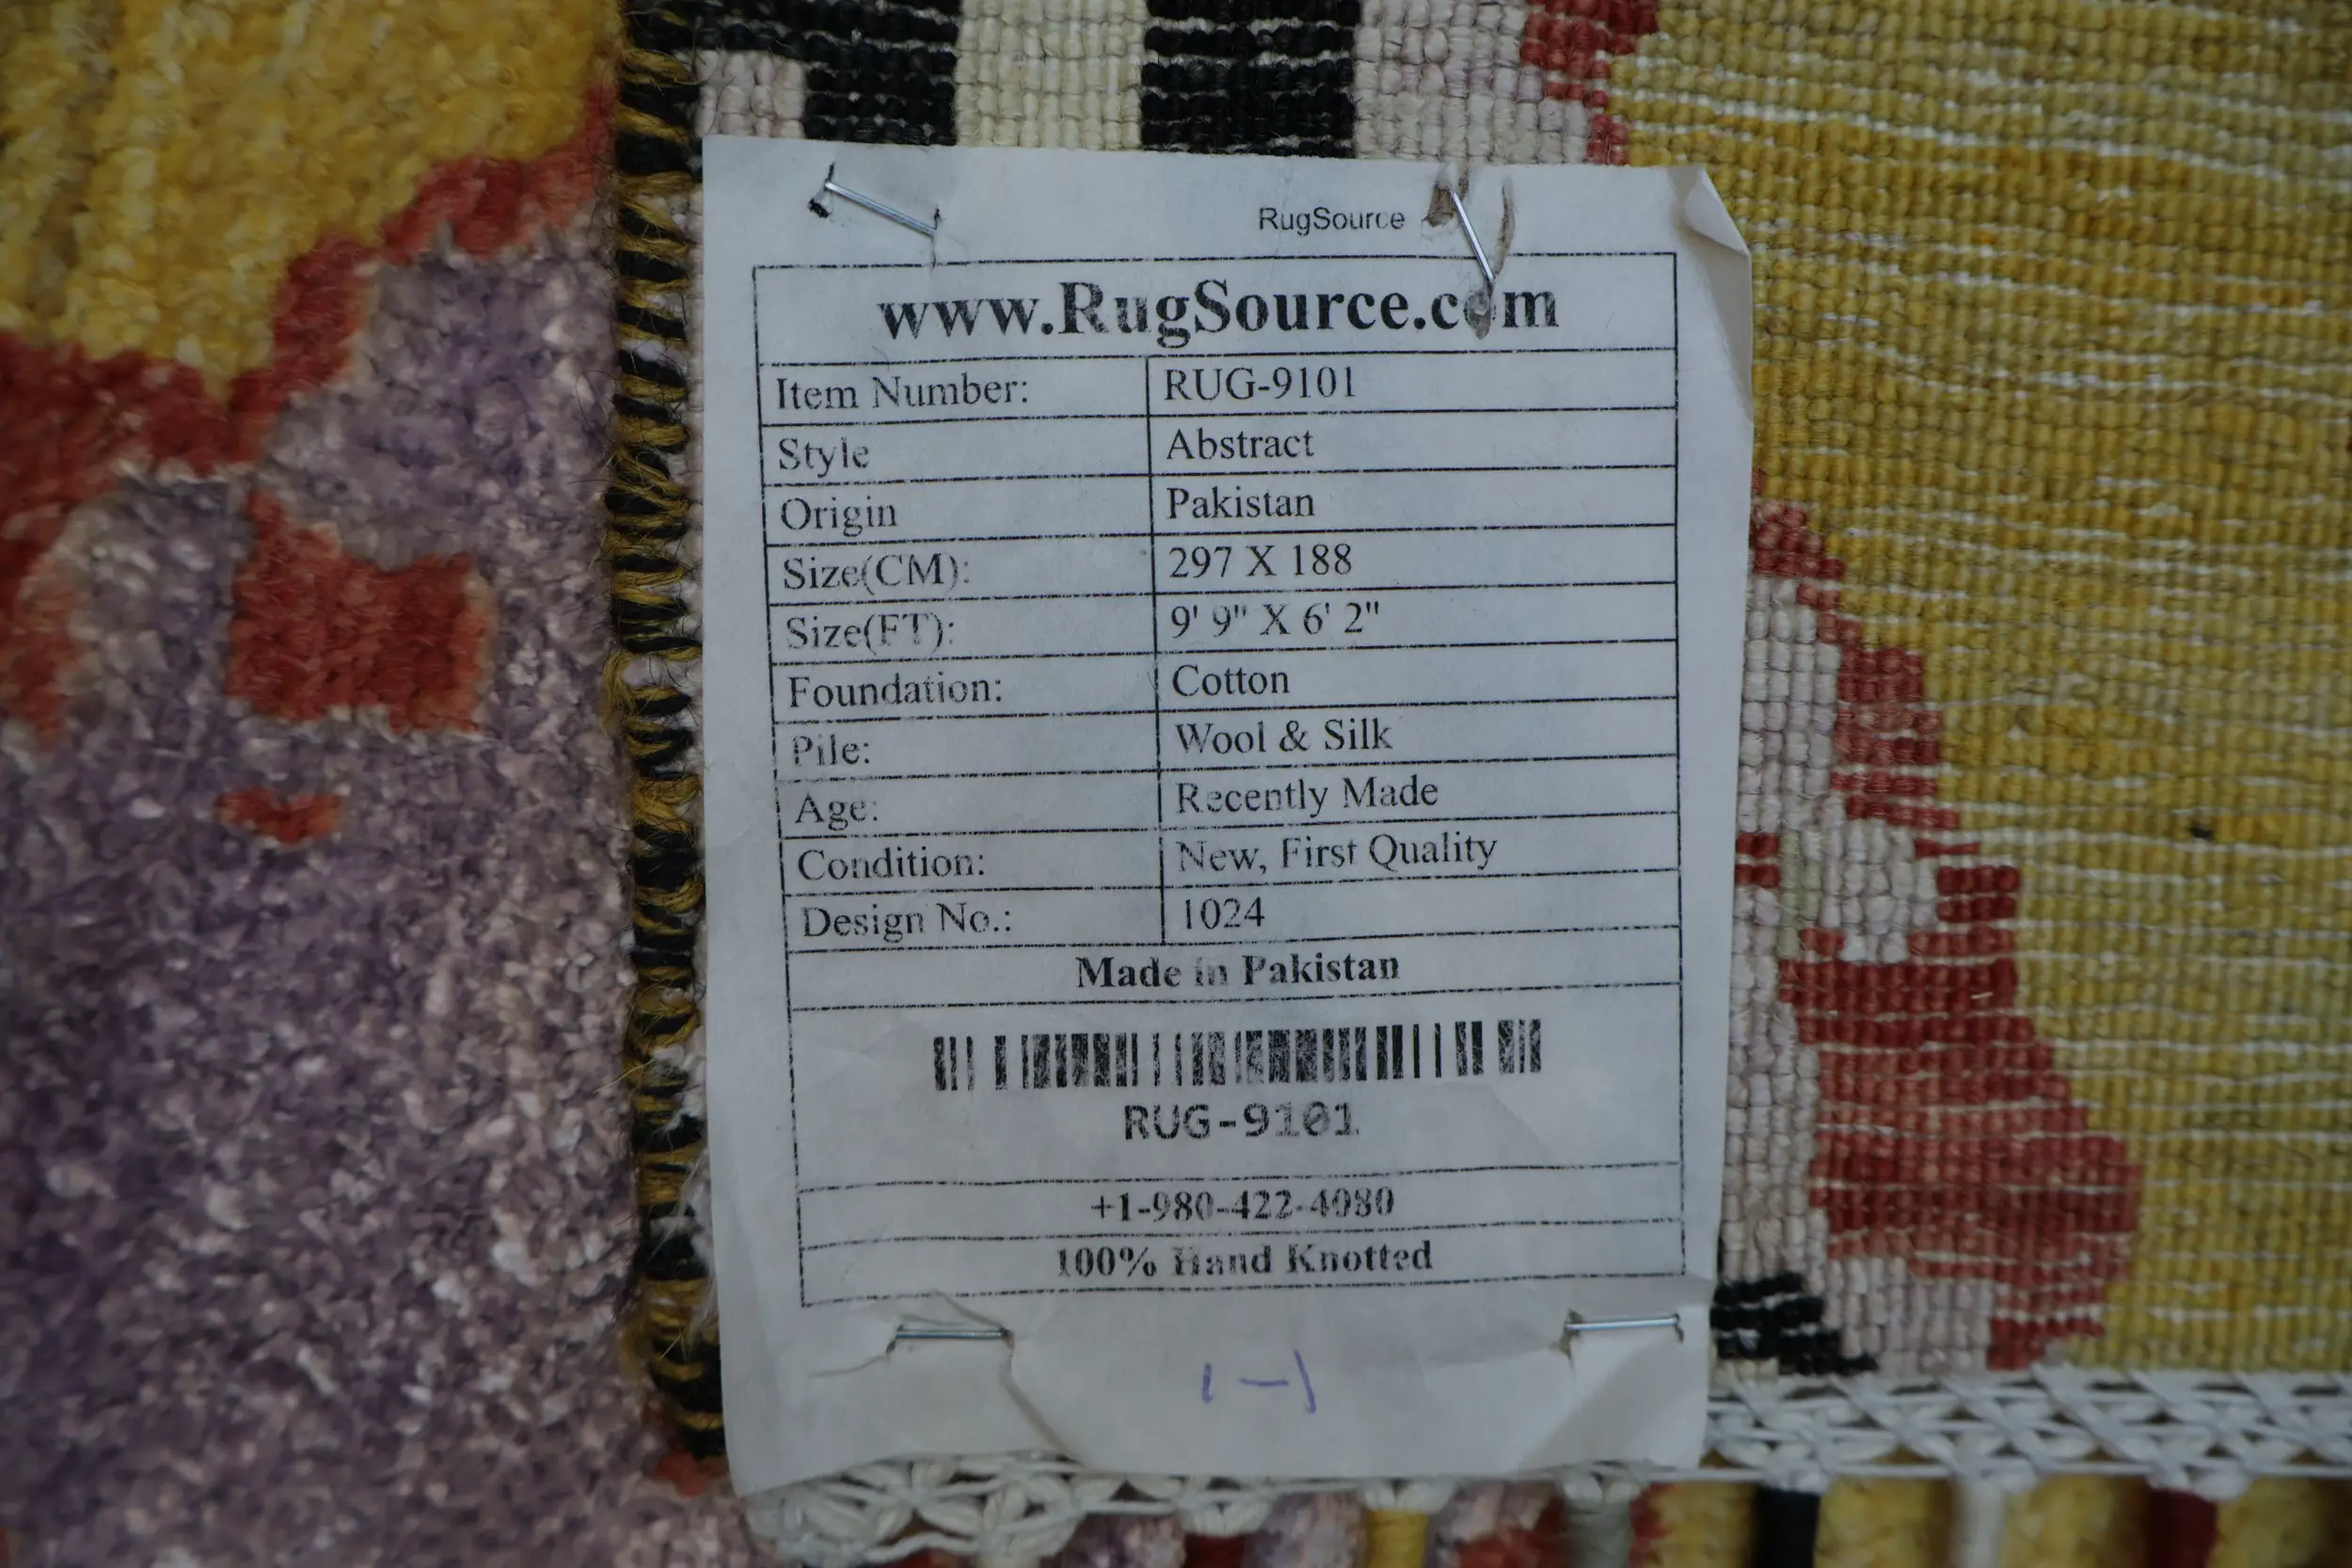 RugSource
www.RugSource.com
Item Number: RUG-9101
Style Abstract
Origin Pakistan
Size(CM): 297 X 188
Size(FT): 9' 9" X 6' 2"
Foundation: Cotton
Pile: Wool & Silk
Age: Recently Made
Condition: New, First Quality
Design No.: 1024
Made in Pakistan
RUG-9101
+1-980-422-4080
100% Hand Knotted
1-1